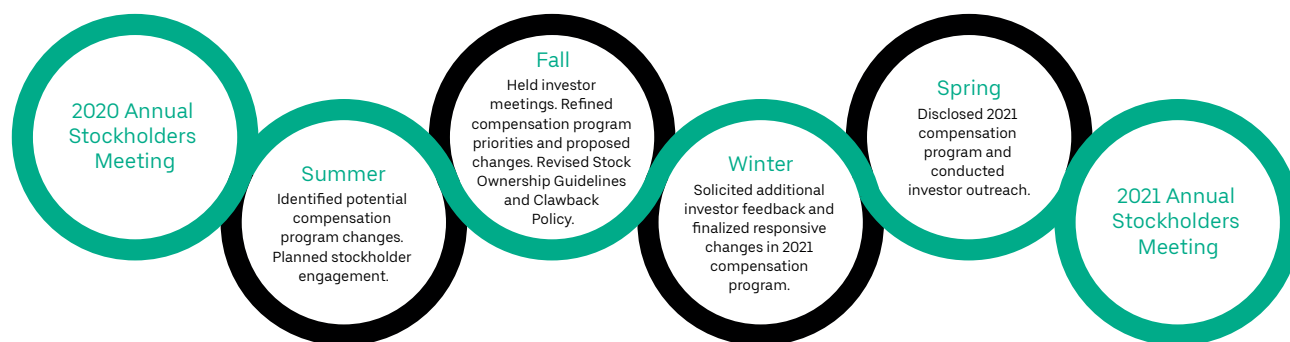 2020 Annual
Stockholders
Meeting
Summer
Identified potential
compensation
program changes.
Planned stockholder
engagement.
Fall
Held investor
meetings. Refined
compensation program
priorities and proposed
changes. Revised Stock
Ownership Guidelines
and Clawback
Policy.
Winter
Solicited additional
investor feedback and
finalized responsive
changes in 2021
compensation
program.
Spring
Disclosed 2021
compensation
program and
conducted
investor outreach.
2021 Annual
Stockholders
Meeting